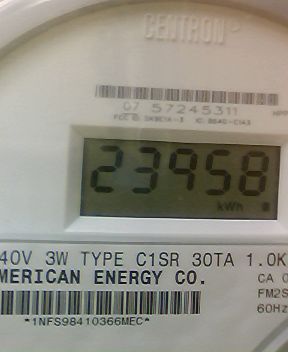 CENTRON
07 57245311
23958
kWh
40V 3W TYPE C1SR 30TA 1.0K
MERICAN ENERGY CO.
CA 0
FM2S
60Hz
*1NFS98410366MEC*